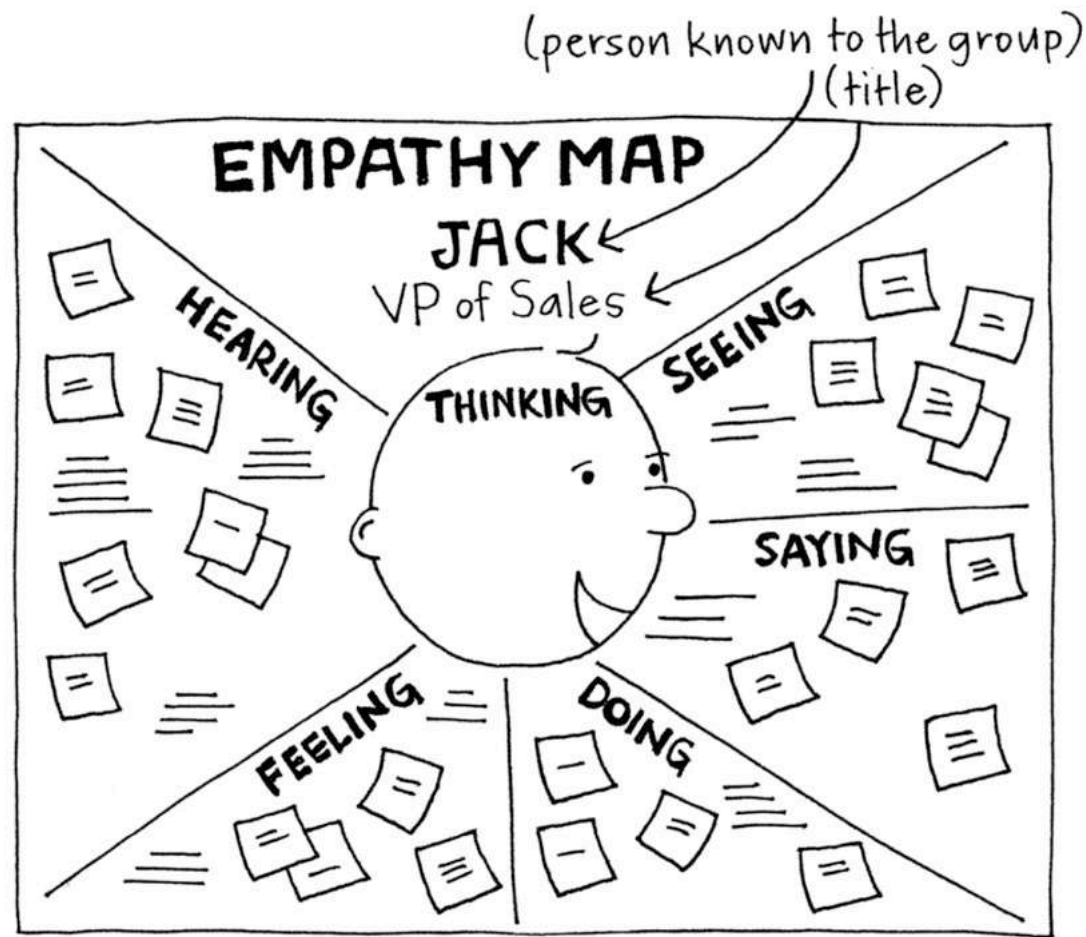 (person known to the group)
(title)
EMPATHY MAP
JACK
VP of Sales
HEARING
THINKING
SEEING
SAYING
FEELING
DOING